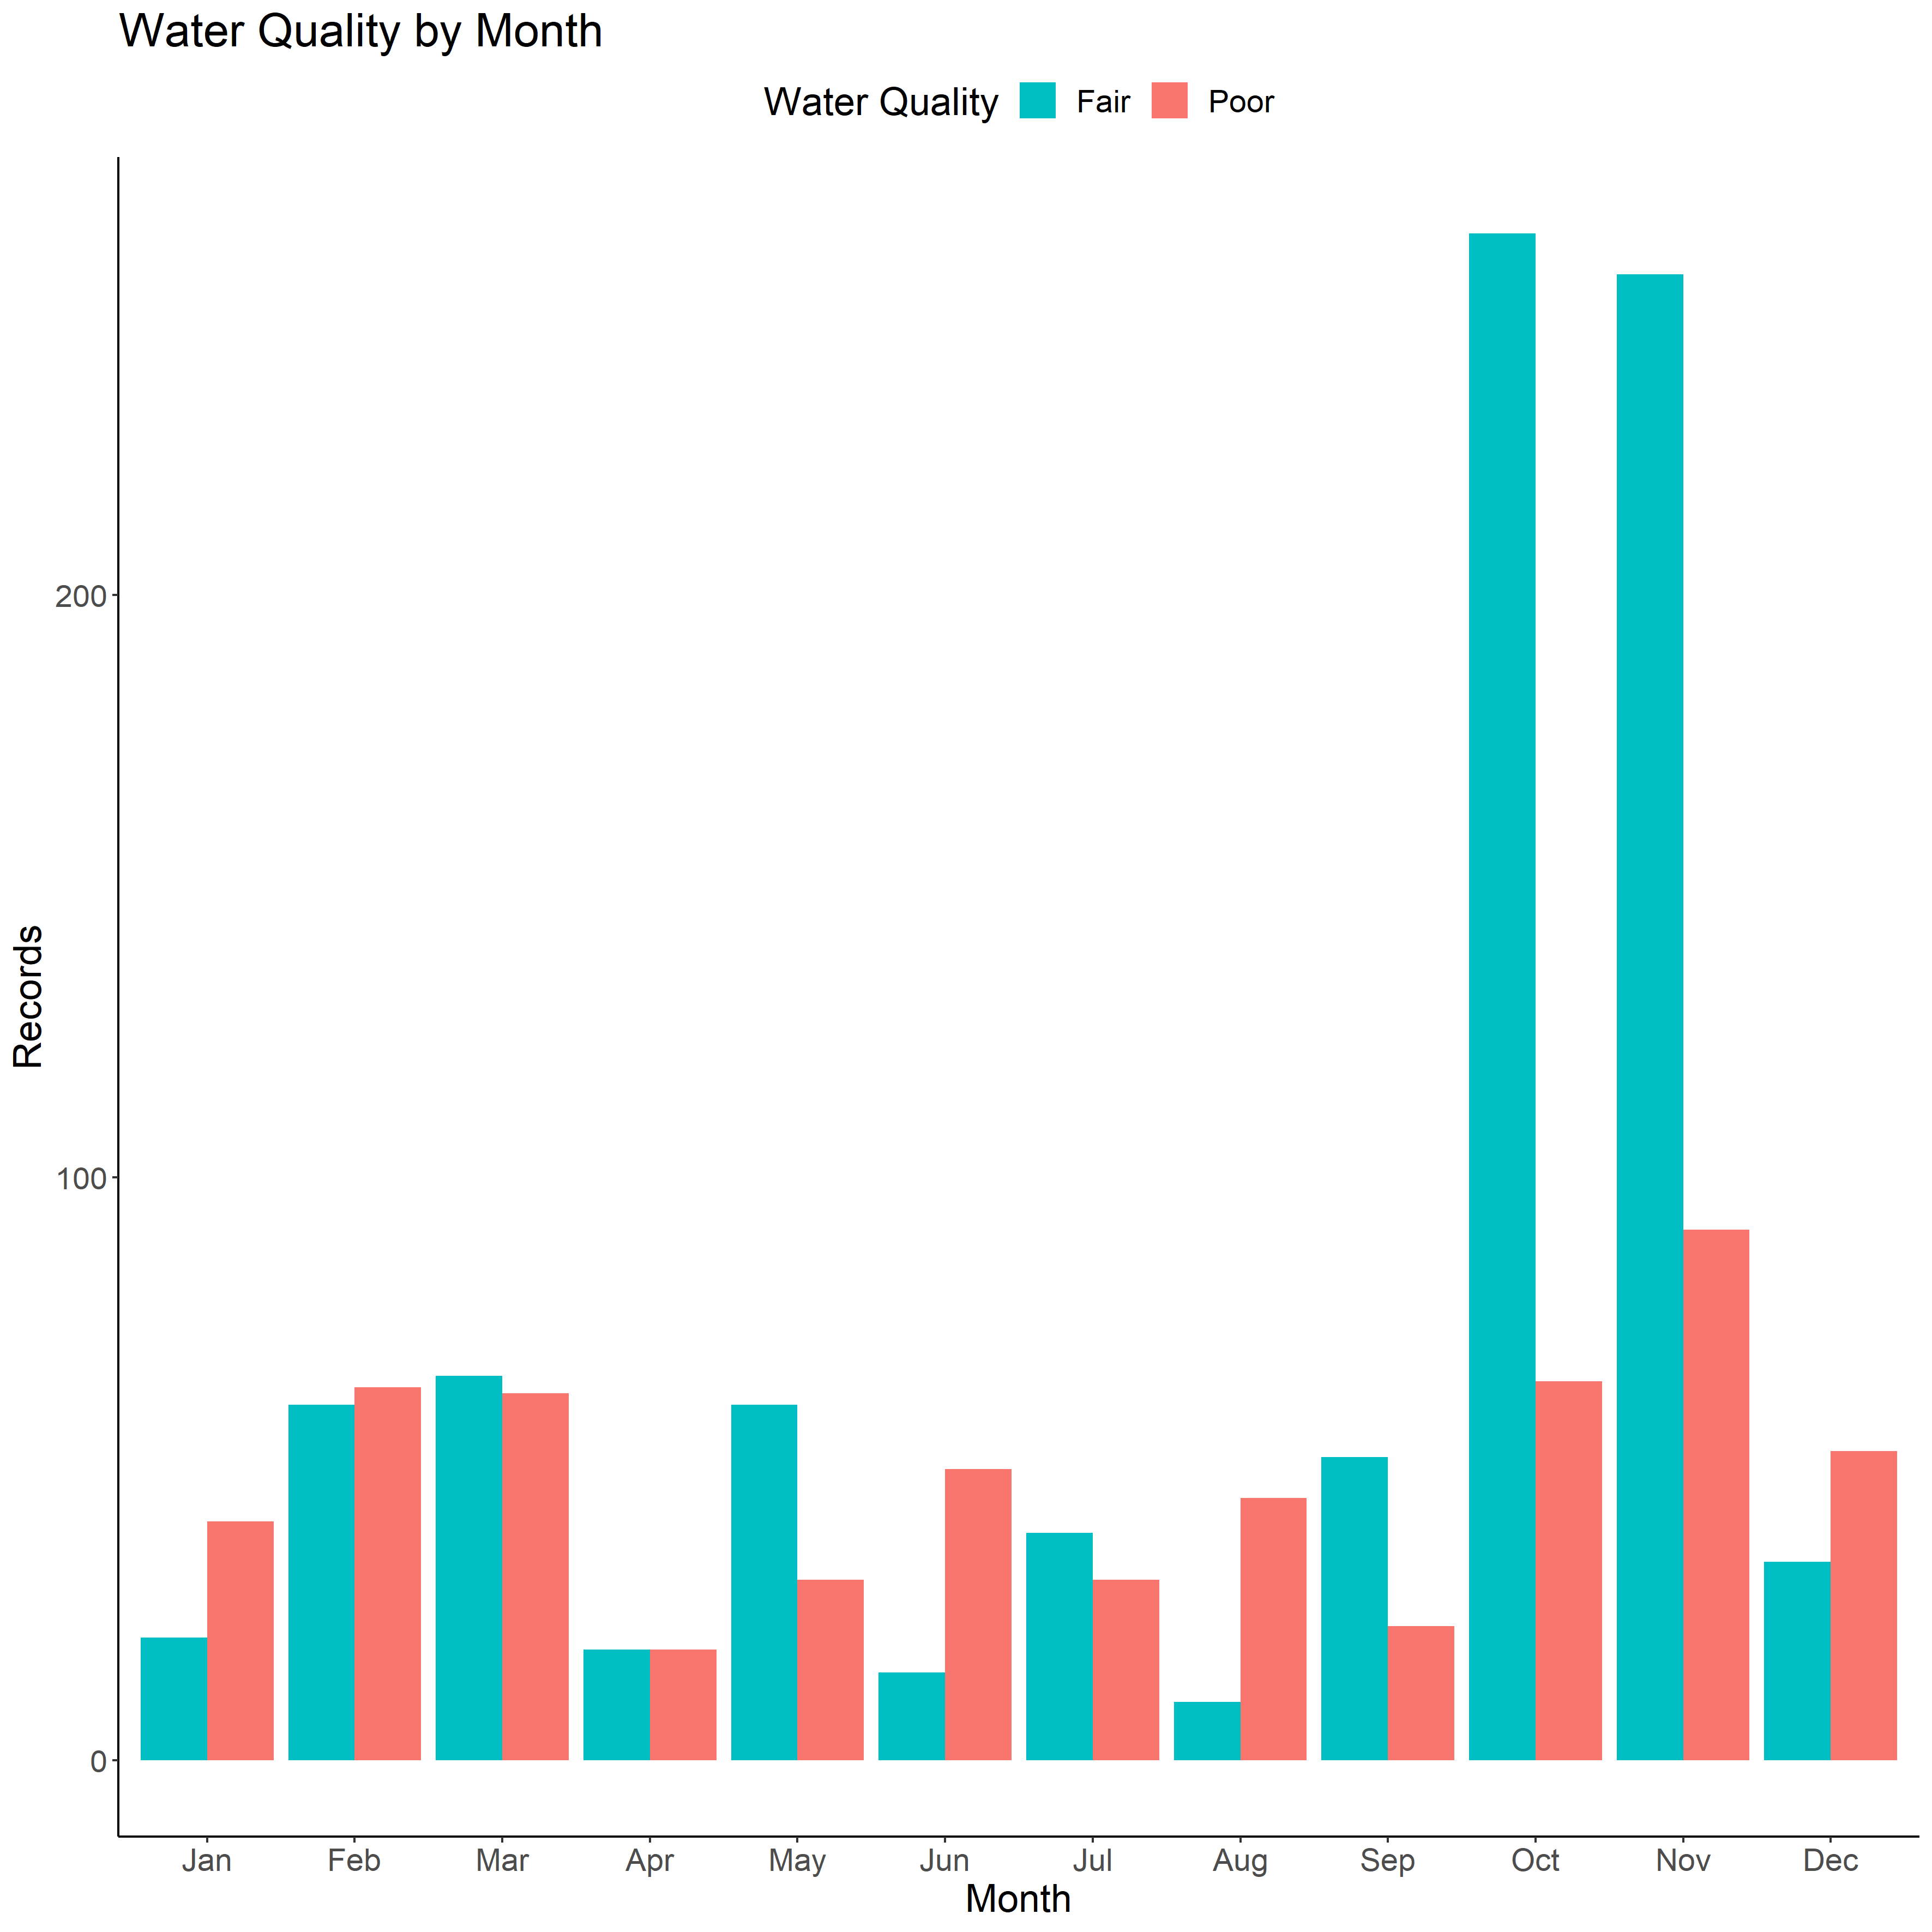 Water Quality by Month
Water Quality Fair Poor
200
100
0
Records
Jan Feb Mar Apr May Jun Jul Aug Sep Oct Nov Dec
Month